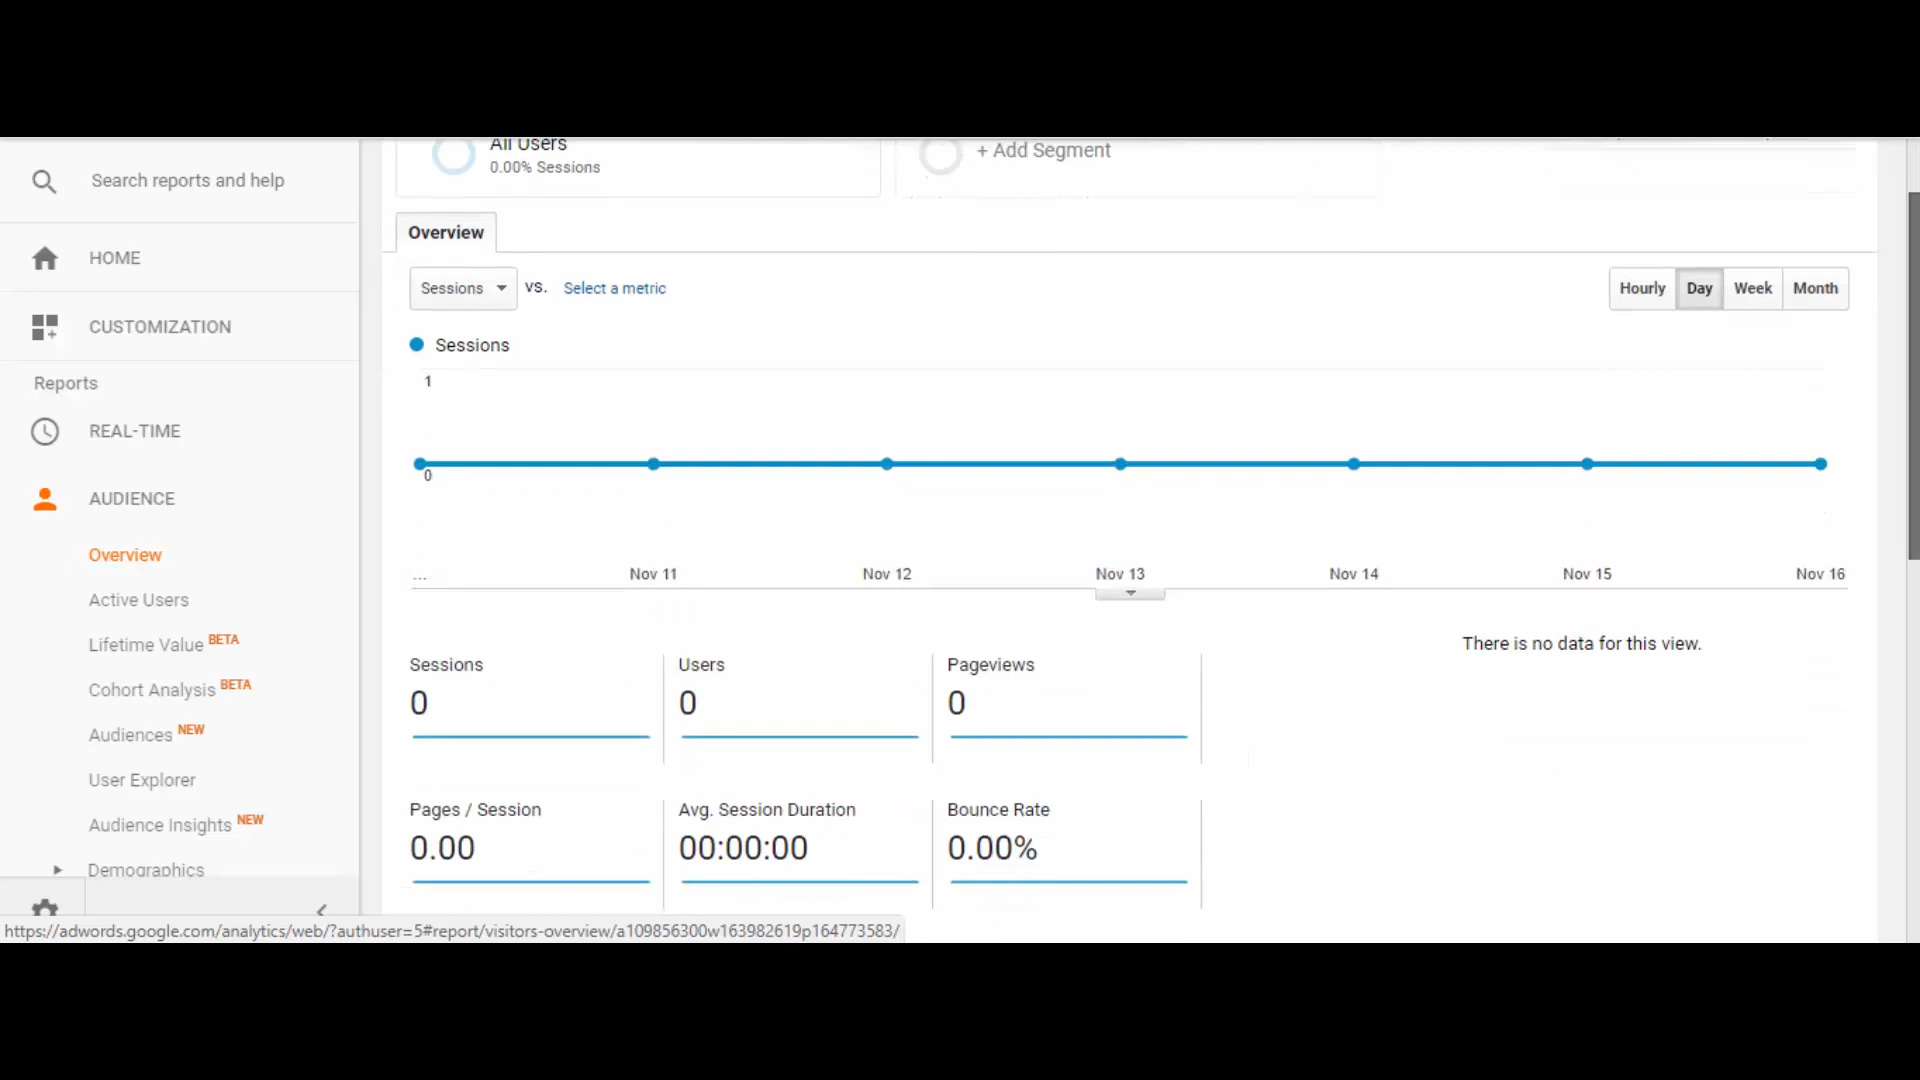 All Users
0.00% Sessions
+ Add Segment
Search reports and help
HOME
CUSTOMIZATION
Reports
REAL-TIME
AUDIENCE
Overview
Active Users
Lifetime Value BETA
Cohort Analysis BETA
Audiences NEW
User Explorer
Audience Insights NEW
Demographics
Overview
Sessions vs. Select a metric
Hourly Day Week Month
Sessions
1
0
... Nov 11 Nov 12 Nov 13 Nov 14 Nov 15 Nov 16
There is no data for this view.
Sessions
0
Users
0
Pageviews
0
Pages / Session
0.00
Avg. Session Duration
00:00:00
Bounce Rate
0.00%
https://adwords.google.com/analytics/web/?authuser=5#report/visitors-overview/a109856300w163982619p164773583/